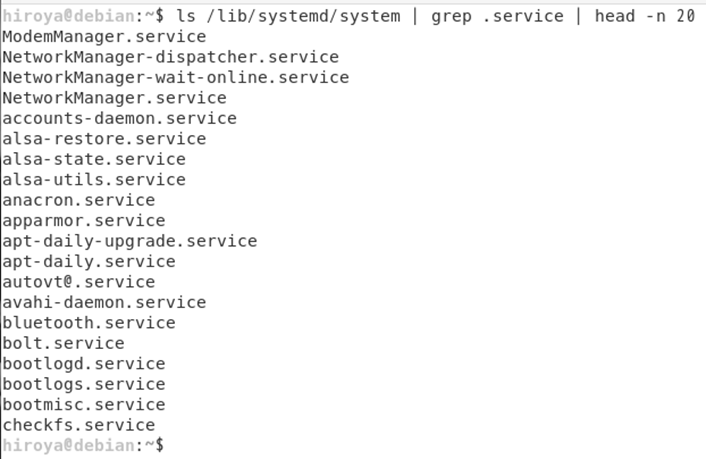 hiroya@debian:~$ ls /lib/systemd/system | grep .service | head -n 20
ModemManager.service
NetworkManager-dispatcher.service
NetworkManager-wait-online.service
NetworkManager.service
accounts-daemon.service
alsa-restore.service
alsa-state.service
alsa-utils.service
anacron.service
apparmor.service
apt-daily-upgrade.service
apt-daily.service
autovt@.service
avahi-daemon.service
bluetooth.service
bolt.service
bootlogd.service
bootlogs.service
bootmisc.service
checkfs.service
hiroya@debian:~$